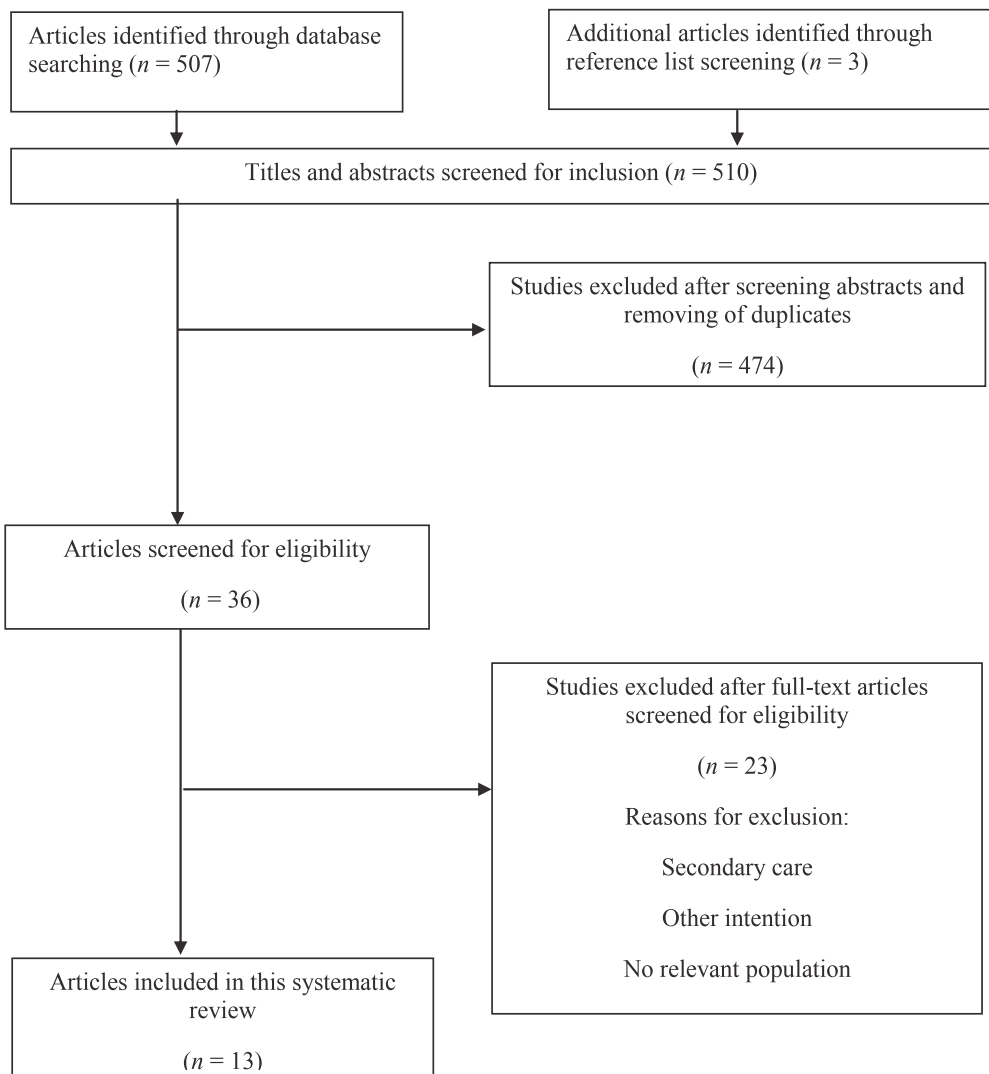 Articles identified through database
searching (n = 507)
Additional articles identified through
reference list screening (n = 3)
Titles and abstracts screened for inclusion (n = 510)
Studies excluded after screening abstracts and
removing of duplicates
(n = 474)
Articles screened for eligibility
(n = 36)
Studies excluded after full-text articles
screened for eligibility
(n = 23)
Reasons for exclusion:
Secondary care
Other intention
No relevant population
Articles included in this systematic
review
(n = 13)